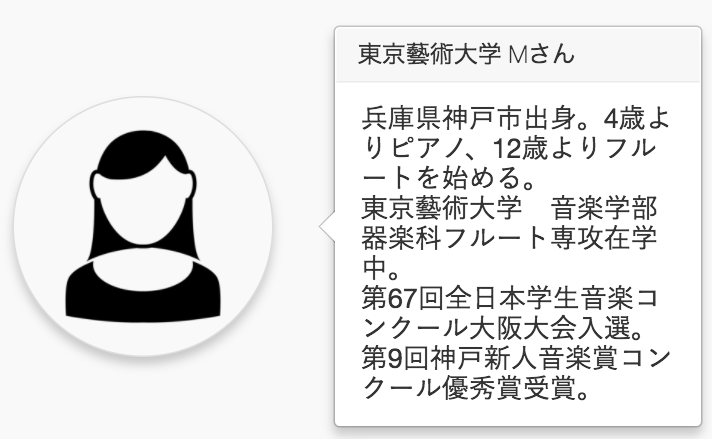 東京藝術大学 Mさん
兵庫県神戸市出身。4歳よ
りピアノ、12歳よりフル
ートを始める。
東京藝術大学　音楽学部
器楽科フルート専攻在学
中。
第67回全日本学生音楽コ
ンクール大阪大会入選。
第9回神戸新人音楽賞コン
クール優秀賞受賞。